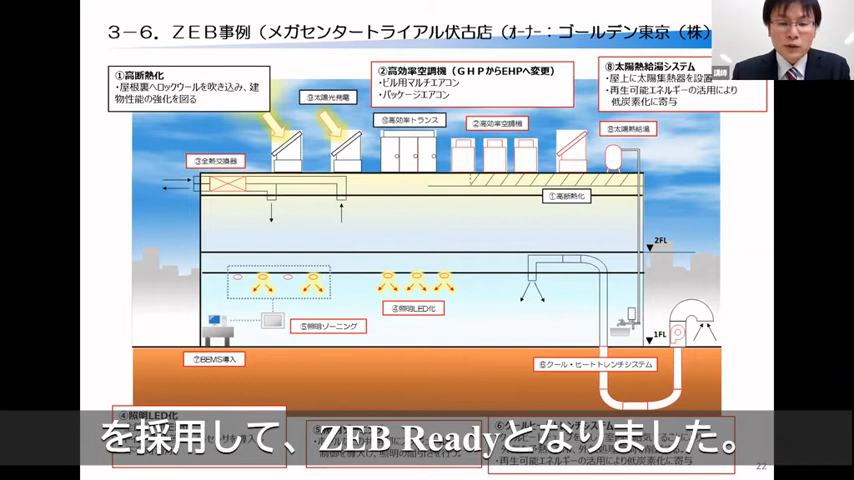 3－6．ＺＥＢ事例（メガセンタートライアル伏古店（ｵｰﾅｰ：ゴールデン東京（株）
講師
①高断熱化
・屋根裏へロックウールを吹き込み、建
物性能の強化を図る
②高効率空調機（ＧＨＰからEHPへ変更）
・ビル用マルチエアコン
・パッケージエアコン
⑧太陽熱給湯システム
・屋上に太陽集熱器を設置
・再生可能エネルギーの活用により
低炭素化に寄与
⑨太陽光発電
⑩高効率トランス
②高効率空調機
⑧太陽熱給湯
③全熱交換器
①高断熱化
2FL
④照明LED化
⑤照明ゾーニング
1FL
P
⑦BEMS導入
⑥クール・ヒートトレンチシステム
④照明LED化
を採用して、ZEB Readyとなりました。
・再生可能エネルギーの活用により低炭素化に寄与
22